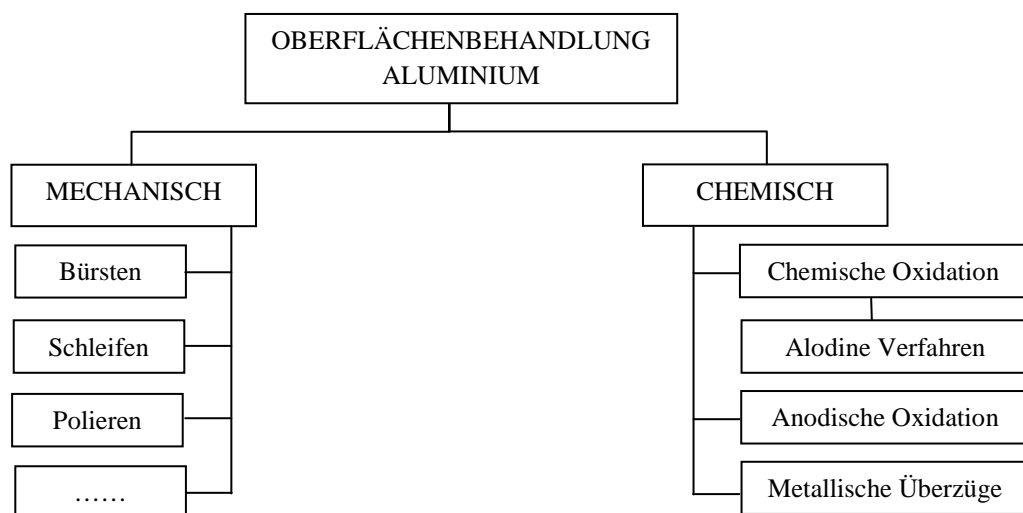 OBERFLÄCHENBEHANDLUNG
ALUMINIUM
MECHANISCH
CHEMISCH
Bürsten
Chemische Oxidation
Schleifen
Alodine Verfahren
Polieren
Anodische Oxidation
……
Metallische Überzüge